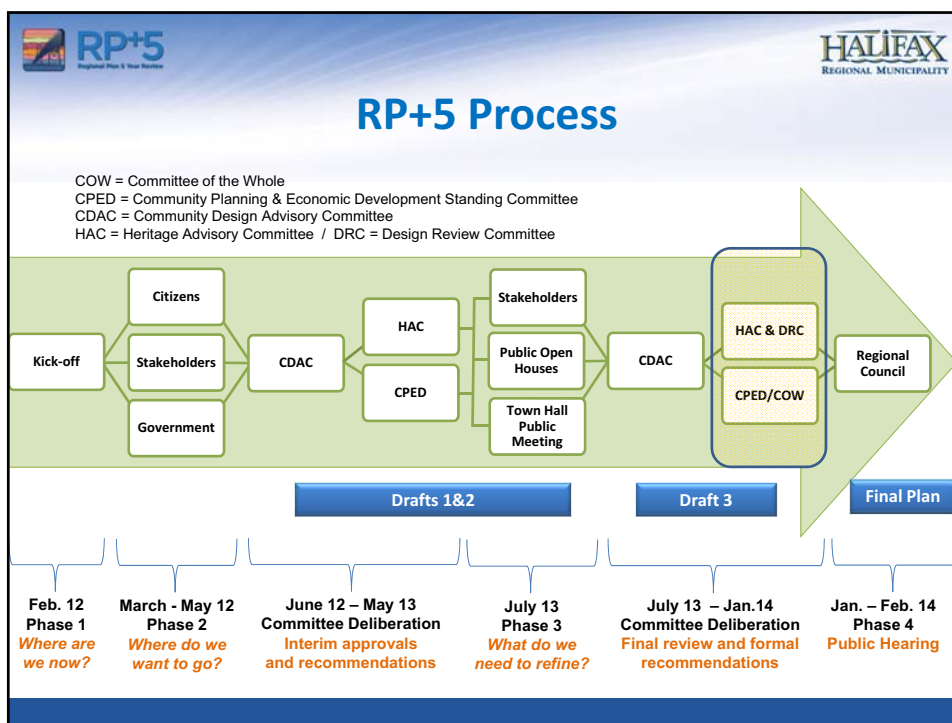 RP+5
Regional Plan 5 Year Review
HALIFAX
REGIONAL MUNICIPALITY
RP+5 Process
COW = Committee of the Whole
CPED = Community Planning & Economic Development Standing Committee
CDAC = Community Design Advisory Committee
HAC = Heritage Advisory Committee / DRC = Design Review Committee
Kick-off
Citizens
Stakeholders
Government
CDAC
HAC
CPED
Stakeholders
Public Open
Houses
Town Hall
Public
Meeting
CDAC
HAC & DRC
CPED/COW
Regional
Council
Drafts 1&2
Draft 3
Final Plan
Feb. 12
Phase 1
Where are
we now?
March - May 12
Phase 2
Where do we
want to go?
June 12 – May 13
Committee Deliberation
Interim approvals
and recommendations
July 13
Phase 3
What do we
need to refine?
July 13 – Jan.14
Committee Deliberation
Final review and formal
recommendations
Jan. – Feb. 14
Phase 4
Public Hearing